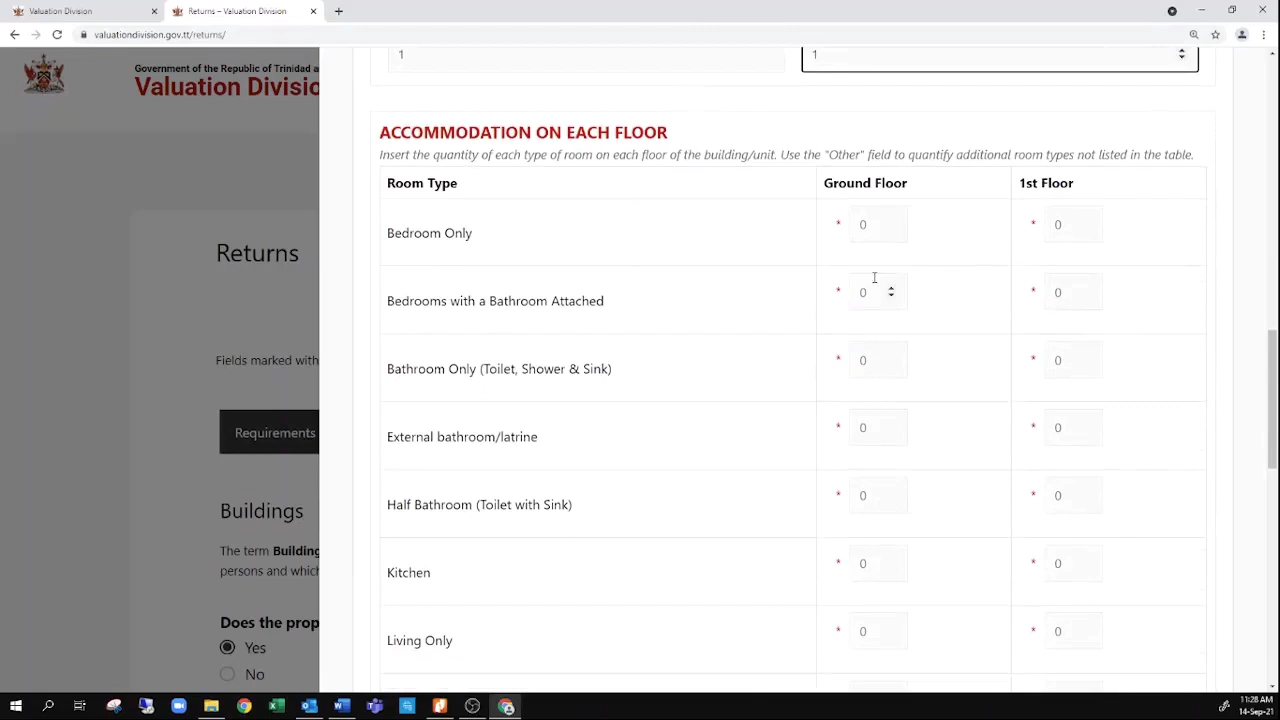 Valuation Division
Returns – Valuation Division
valuationdivision.gov.tt/returns/
Government of the Republic of Trinidad a
Valuation Divisio
1
1
ACCOMMODATION ON EACH FLOOR
Insert the quantity of each type of room on each floor of the building/unit. Use the "Other" field to quantify additional room types not listed in the table.
Room Type Ground Floor 1st Floor
Bedroom Only * 0 * 0
Bedrooms with a Bathroom Attached * 0 * 0
Bathroom Only (Toilet, Shower & Sink) * 0 * 0
External bathroom/latrine * 0 * 0
Half Bathroom (Toilet with Sink) * 0 * 0
Kitchen * 0 * 0
Living Only * 0 * 0
Returns
Fields marked with
Requirements
Buildings
The term Building
persons and which
Does the prop
Yes
No
11:28 AM
14-Sep-21